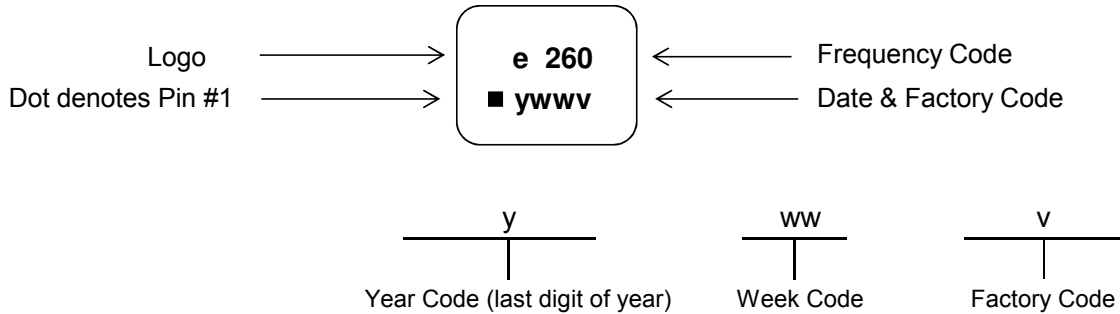 Logo e 260 Frequency Code
Dot denotes Pin #1 ■ ywwv Date & Factory Code
y ww v
Year Code (last digit of year) Week Code Factory Code